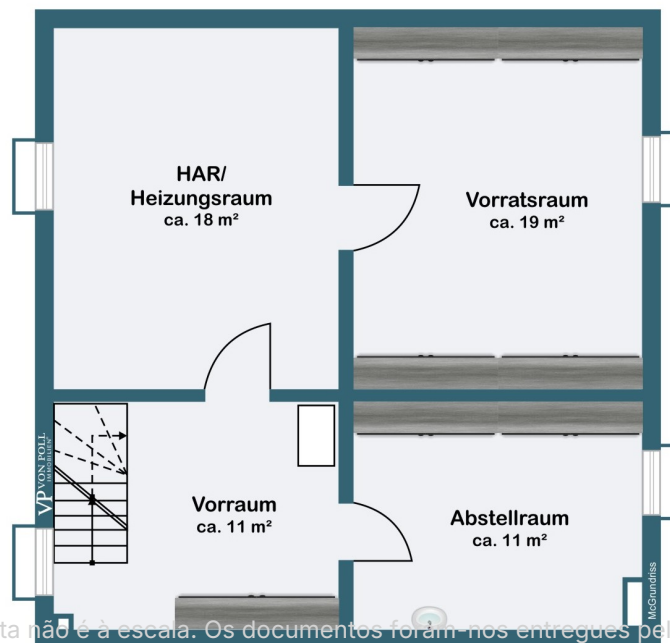 HAR/
Heizungsraum
ca. 18 m²
Vorratsraum
ca. 19 m²
VP VON POLL
IMMOBILIEN
Vorraum
ca. 11 m²
Abstellraum
ca. 11 m²
McGrundriss
ta não é à escala. Os documentos foram-nos entregues pel